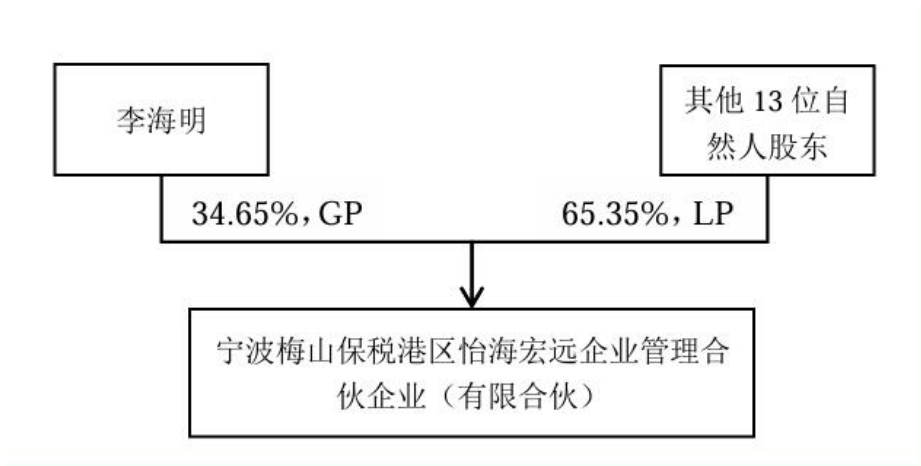 李海明
其他 13 位自
然人股东
34.65%, GP
65.35%, LP
宁波梅山保税港区怡海宏远企业管理合
伙企业（有限合伙）